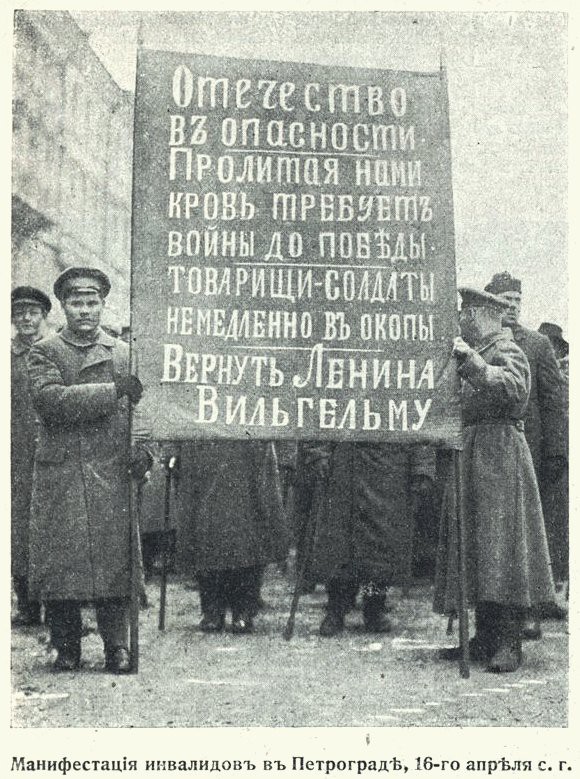 Отечество
въ опасности.
Пролитая нами
кровь требуетъ
войны до побѣды.
товарищи-солдаты
немедленно въ окопы.
Вернуть Ленина
Вильгельму
Манифестація инвалидовъ въ Петроградѣ, 16-го апрѣля с. г.